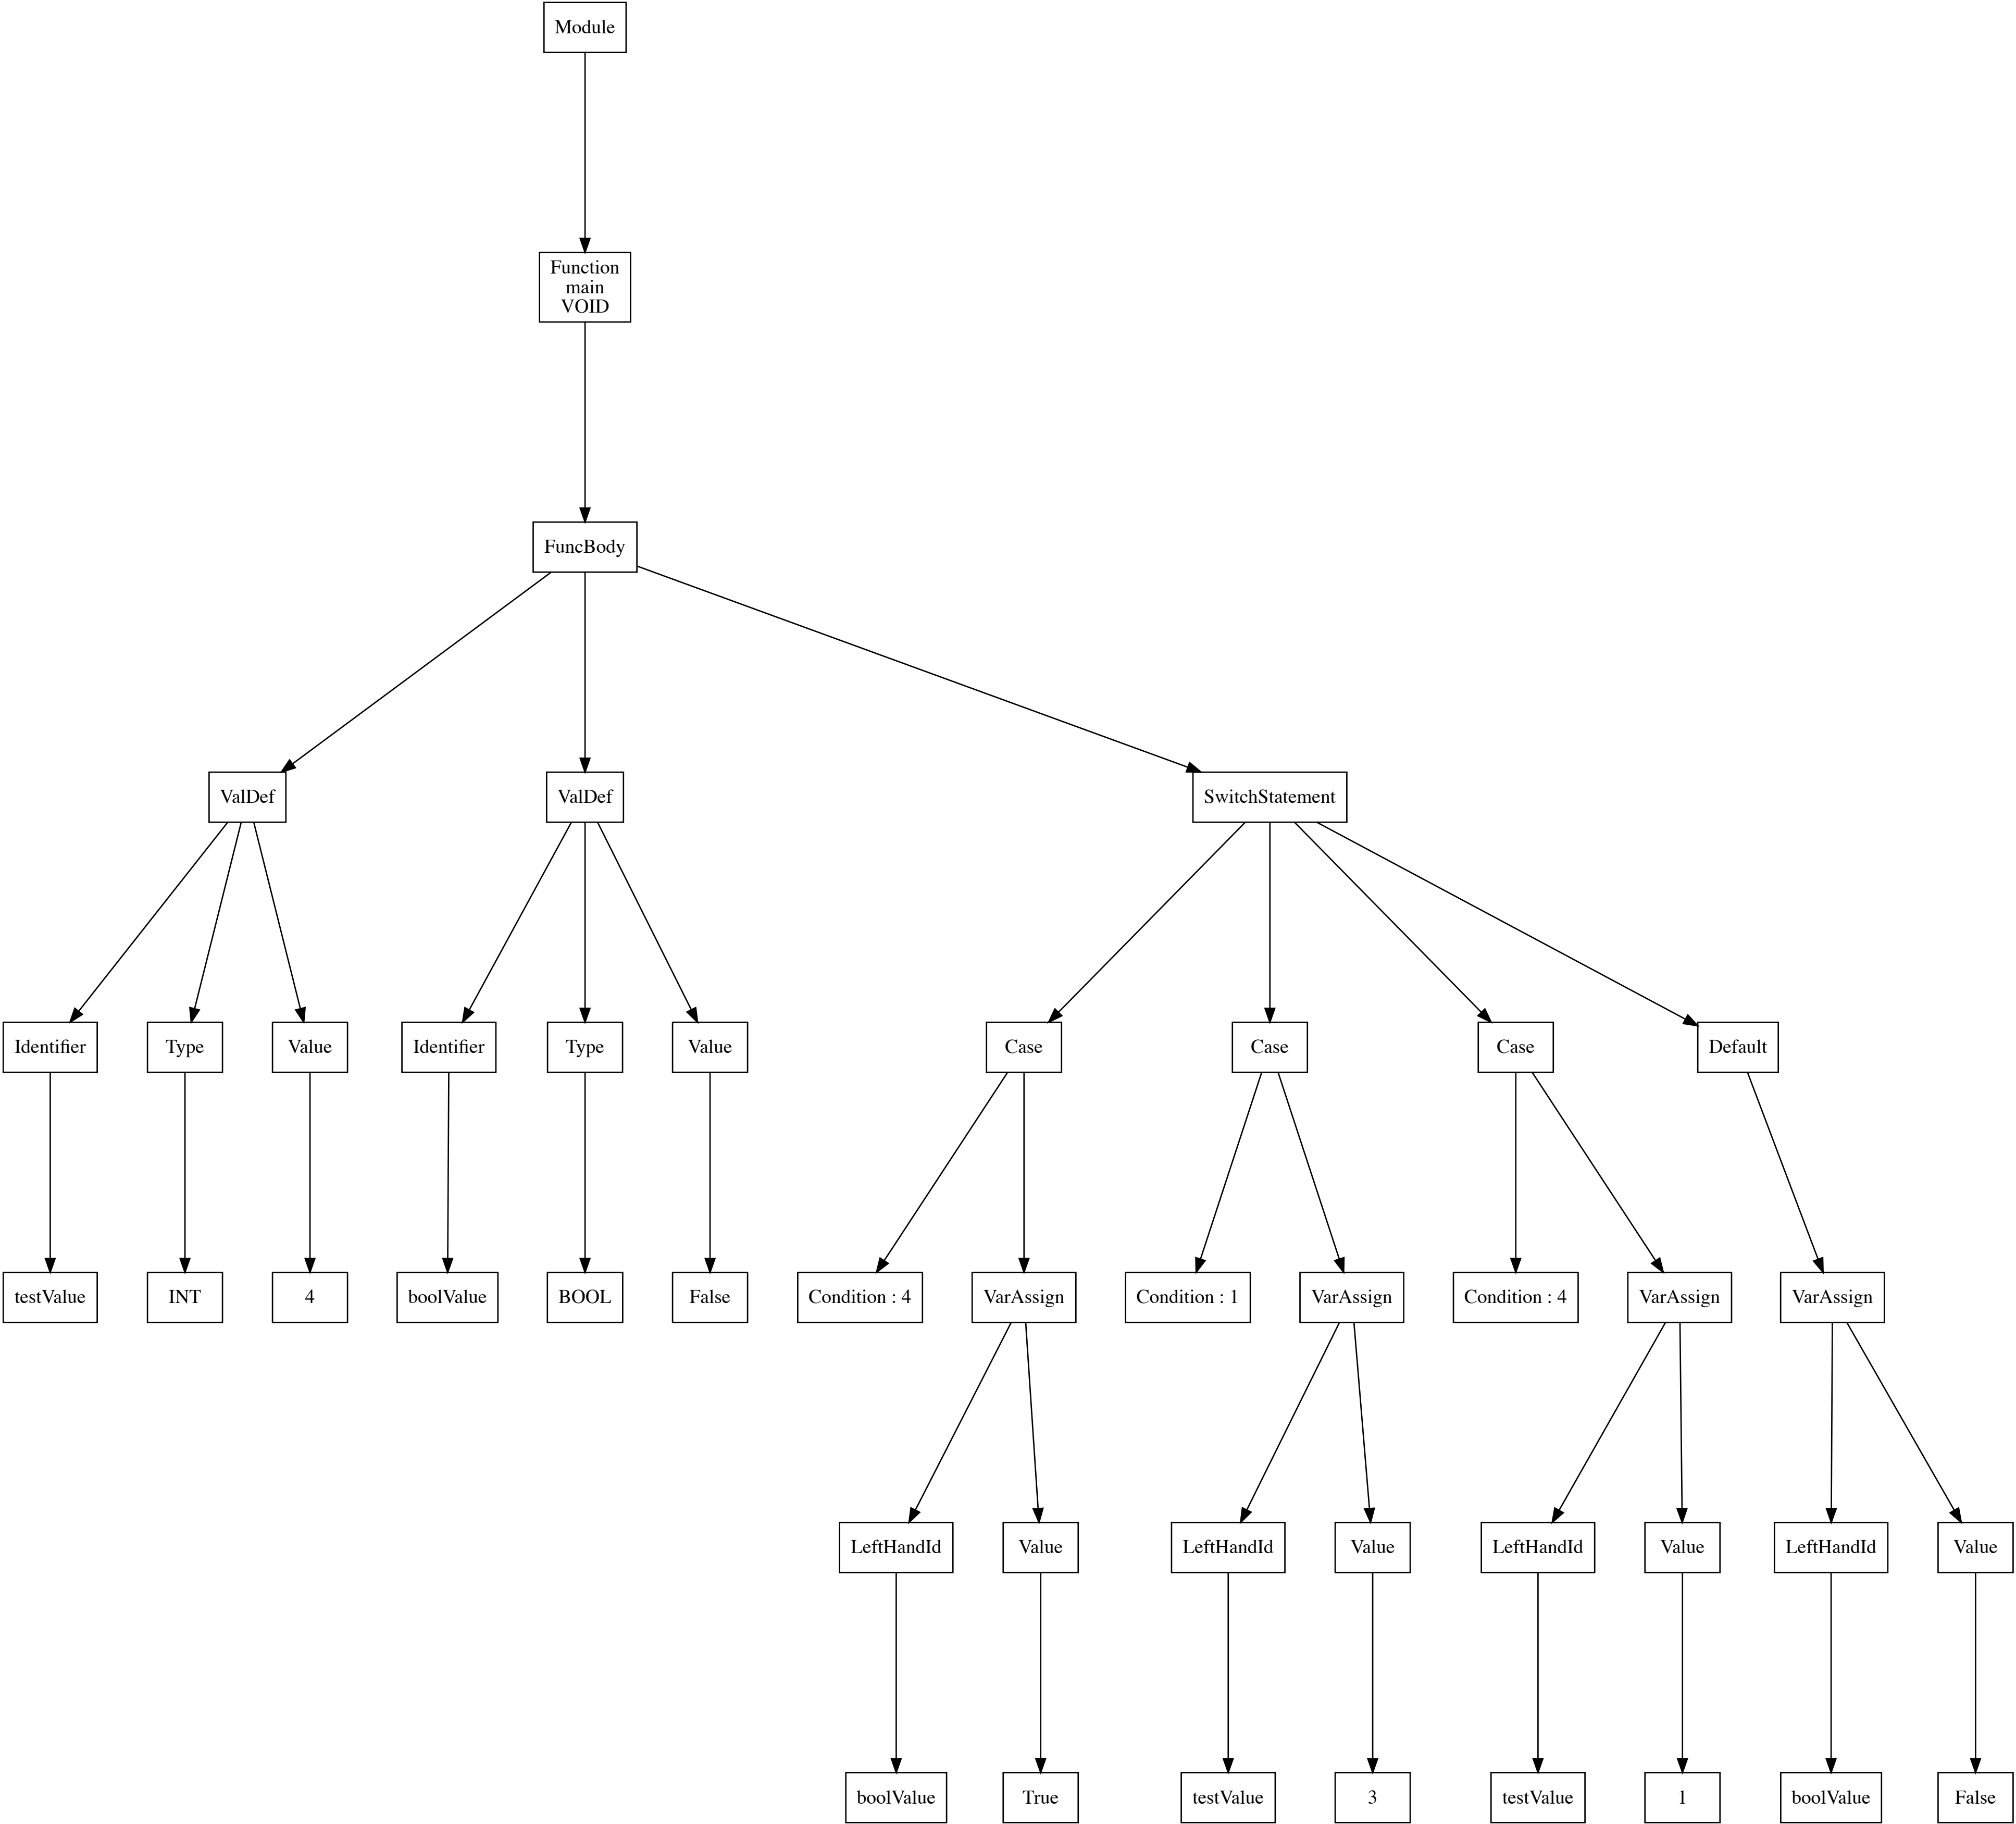 Module
Function
main
VOID
FuncBody
ValDef
ValDef
SwitchStatement
Identifier
Type
Value
Identifier
Type
Value
Case
Case
Case
Default
testValue
INT
4
boolValue
BOOL
False
Condition : 4
VarAssign
Condition : 1
VarAssign
Condition : 4
VarAssign
VarAssign
LeftHandId
Value
LeftHandId
Value
LeftHandId
Value
LeftHandId
Value
boolValue
True
testValue
3
testValue
1
boolValue
False